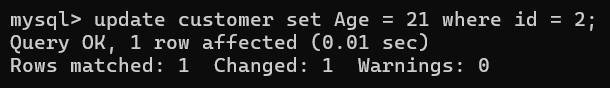 mysql> update customer set Age = 21 where id = 2;
Query OK, 1 row affected (0.01 sec)
Rows matched: 1  Changed: 1  Warnings: 0